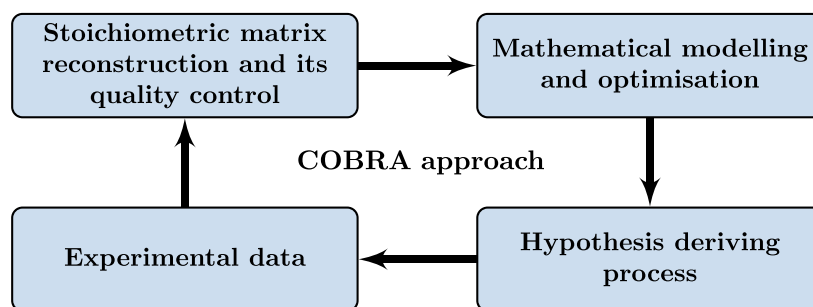 Stoichiometric matrix
reconstruction and its
quality control
Mathematical modelling
and optimisation
COBRA approach
Experimental data
Hypothesis deriving
process